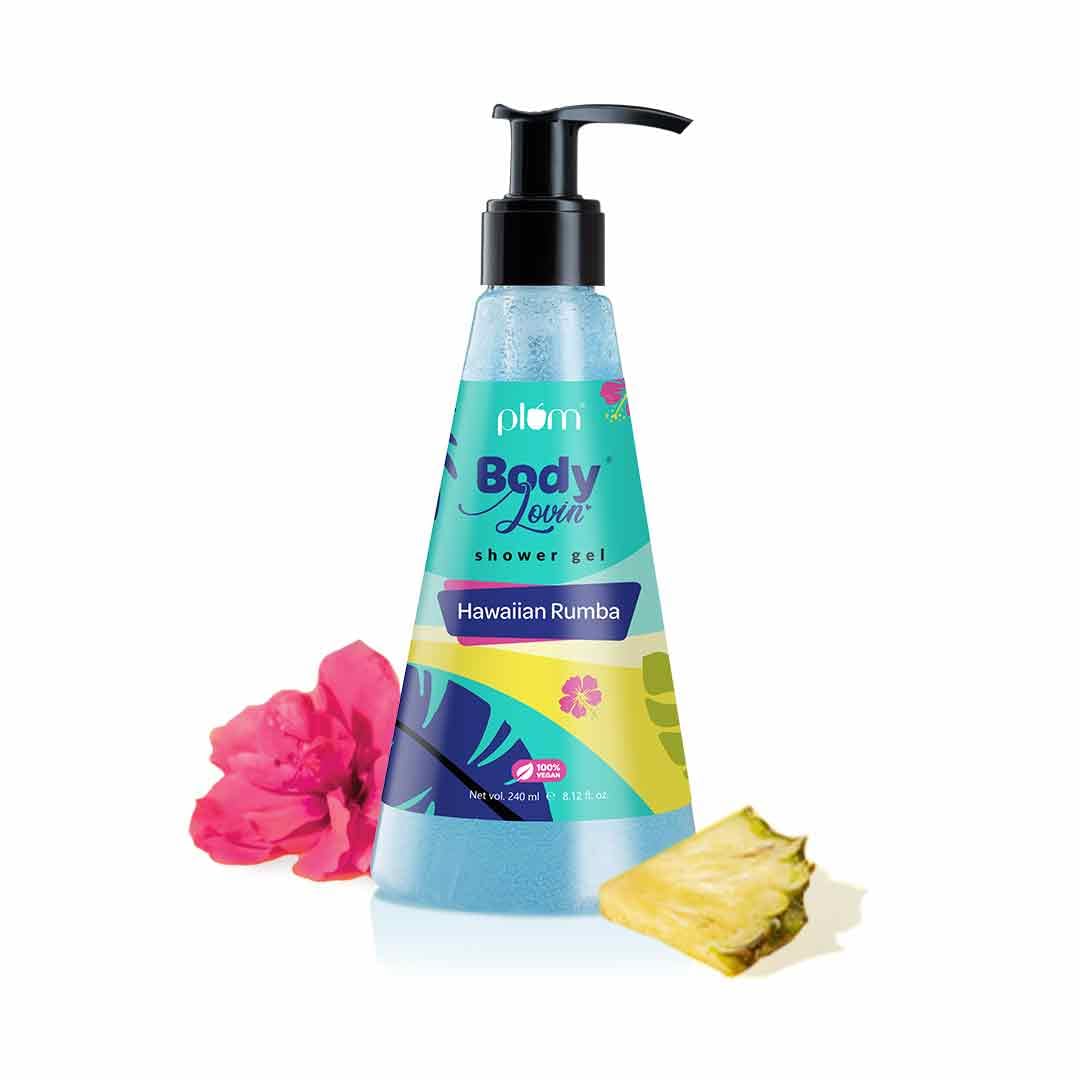 plum®
Body®
Lovin'
shower gel
Hawaiian Rumba
100%
VEGAN
Net vol. 240 ml ℮ 8.12 fl. oz.